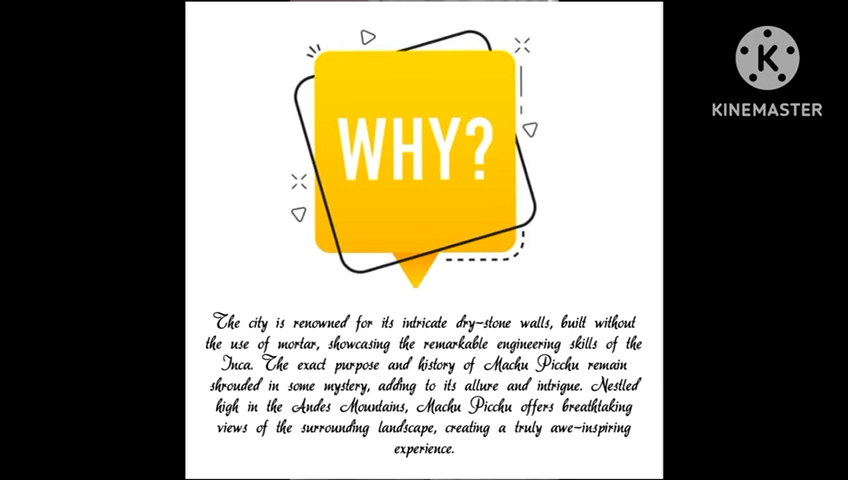 WHY?
KINEMASTER
The city is renowned for its intricate dry-stone walls, built without
the use of mortar, showcasing the remarkable engineering skills of the
Inca. The exact purpose and history of Machu Picchu remain
shrouded in some mystery, adding to its allure and intrigue. Nestled
high in the Andes Mountains, Machu Picchu offers breathtaking
views of the surrounding landscape, creating a truly awe-inspiring
experience.